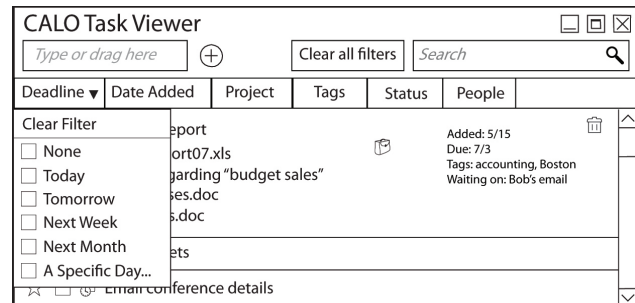 CALO Task Viewer
Type or drag here
Clear all filters
Search
Deadline Date Added Project Tags Status People
Clear Filter
None
Today
Tomorrow
Next Week
Next Month
A Specific Day...
eport
ort07.xls
garding "budget sales"
ses.doc
s.doc
Added: 5/15
Due: 7/3
Tags: accounting, Boston
Waiting on: Bob's email
ets
Email conference details